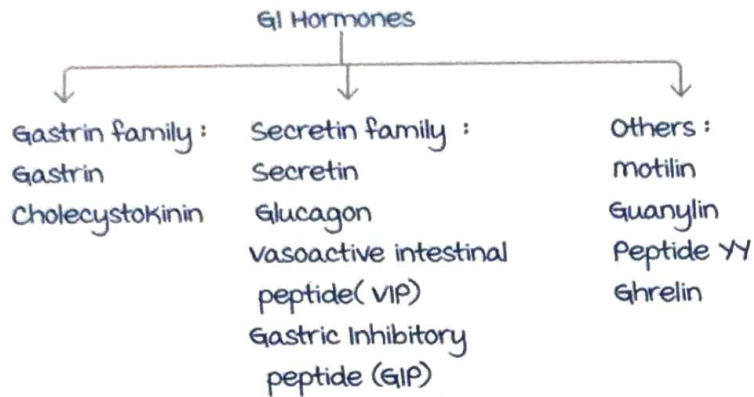 GI Hormones
Gastrin family :
Gastrin
Cholecystokinin
Secretin family :
Secretin
Glucagon
Vasoactive intestinal
peptide( VIP)
Gastric Inhibitory
peptide (GIP)
Others :
Motilin
Guanylin
Peptide YY
Ghrelin